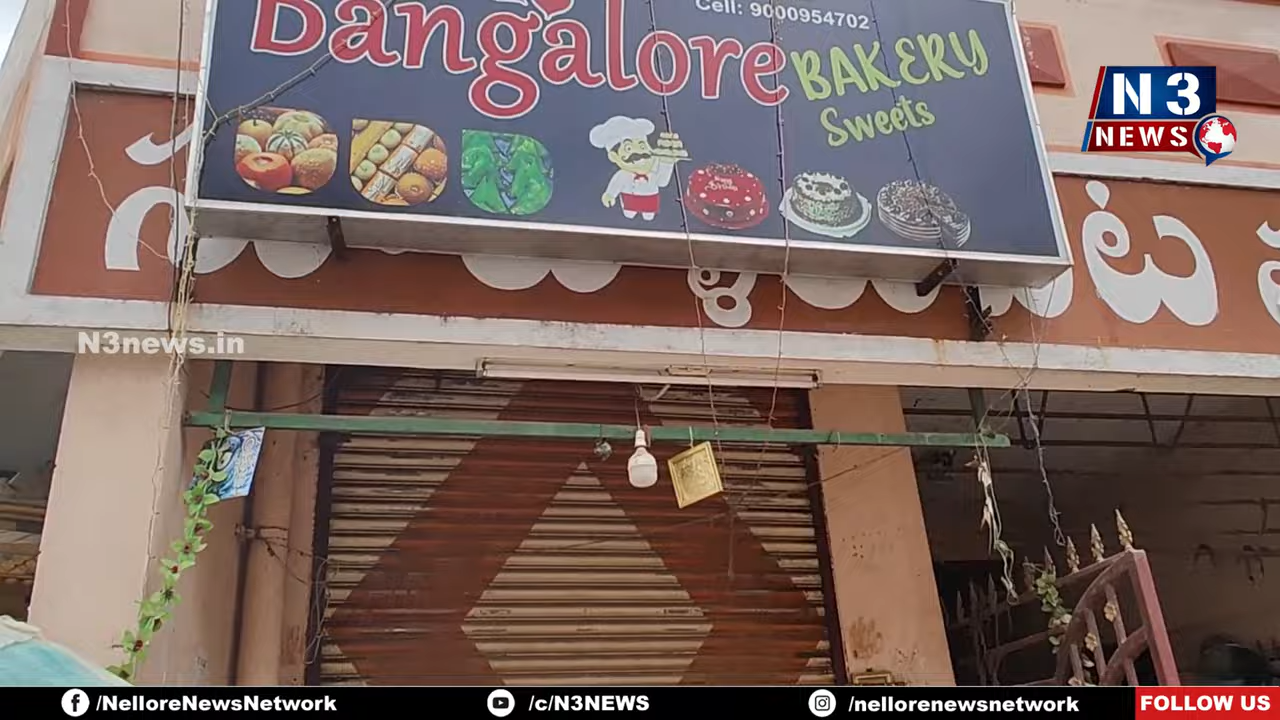 Cell: 9000954702
Bangalore
BAKERY
Sweets
N3
NEWS
N3news.in
/NelloreNewsNetwork
/c/N3NEWS
/nellorenewsnetwork
FOLLOW US